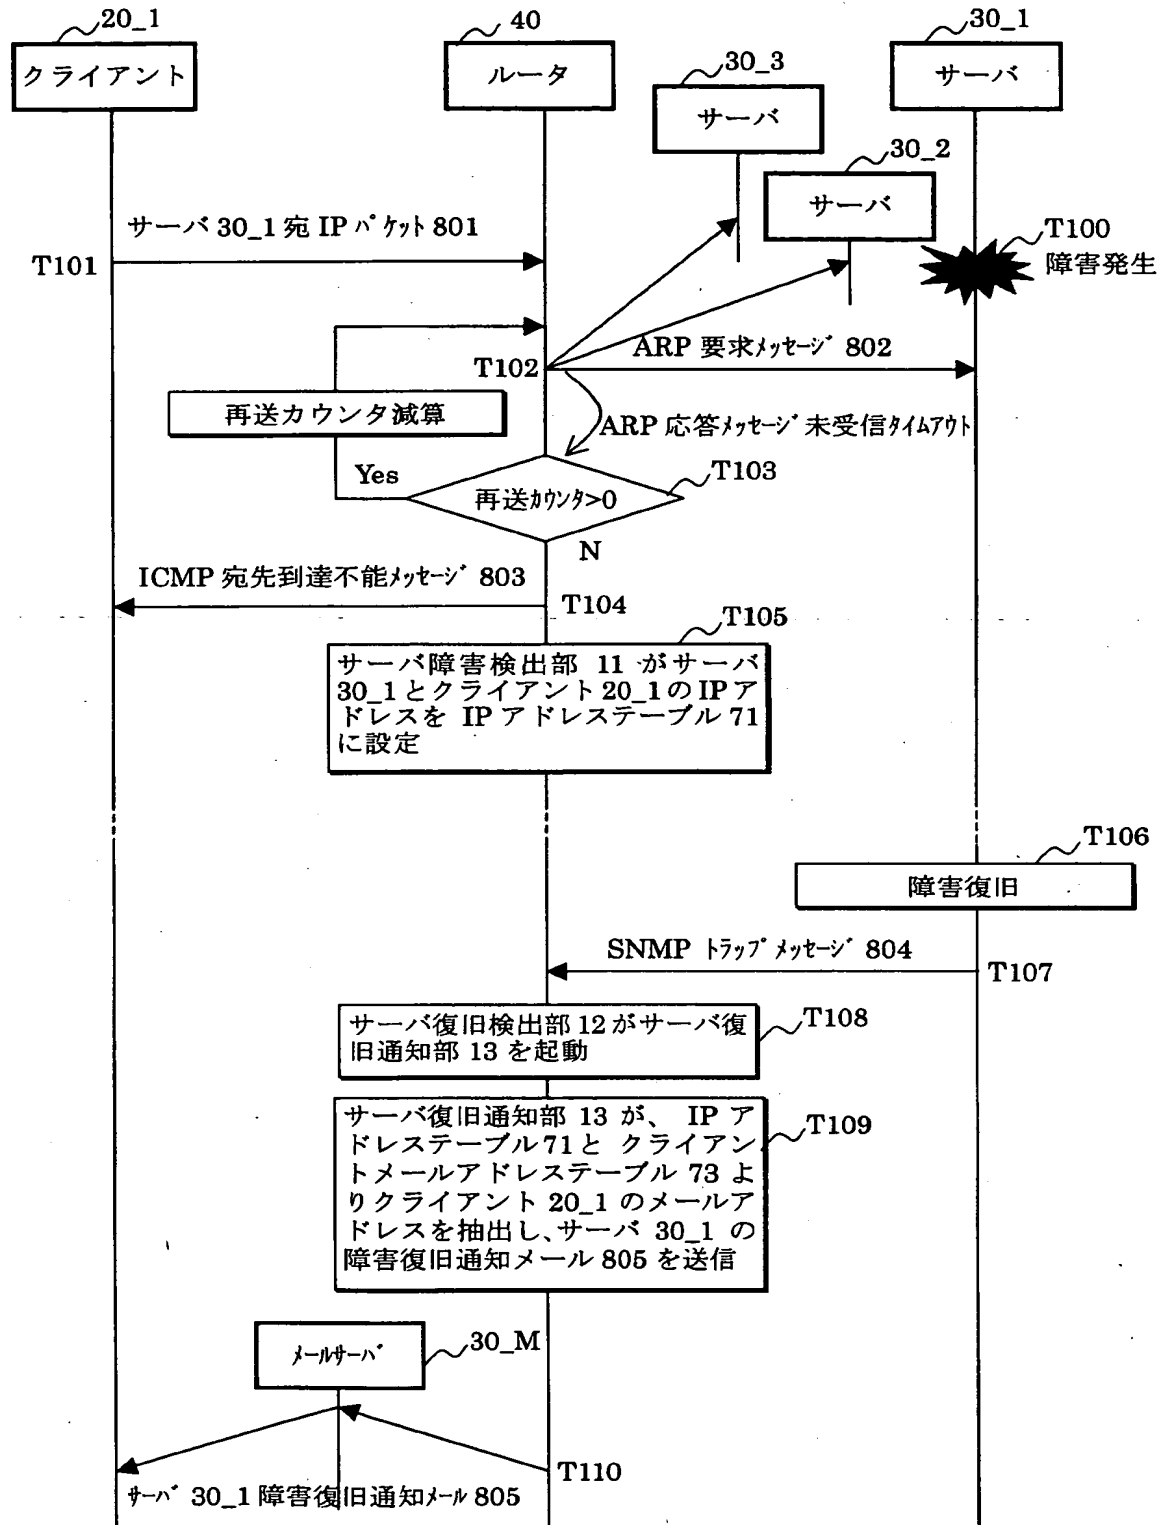 20_1
40
30_1
クライアント
ルータ
30_3
サーバ
サーバ
30_2
サーバ
サーバ 30_1 宛 IP パケット 801
T100
障害発生
T101
ARP 要求メッセージ 802
T102
再送カウンタ減算
ARP 応答メッセージ 未受信タイムアウト
Yes
T103
再送カウンタ>0
N
ICMP 宛先到達不能メッセージ 803
T104
T105
サーバ障害検出部 11 がサーバ
30_1とクライアント20_1のIPア
ドレスを IP アドレステーブル 71
に設定
T106
障害復旧
SNMP トラップ メッセージ 804
T107
サーバ復旧検出部 12 がサーバ復
旧通知部 13 を起動
T108
サーバ復旧通知部 13 が、 IP ア
ドレステーブル71と クライアン
トメールアドレステーブル 73 よ
りクライアント 20_1 のメールア
ドレスを抽出し、サーバ 30_1 の
障害復旧通知メール 805 を送信
T109
メールサーバ
30_M
T110
サーバ 30_1 障害復旧通知メール 805